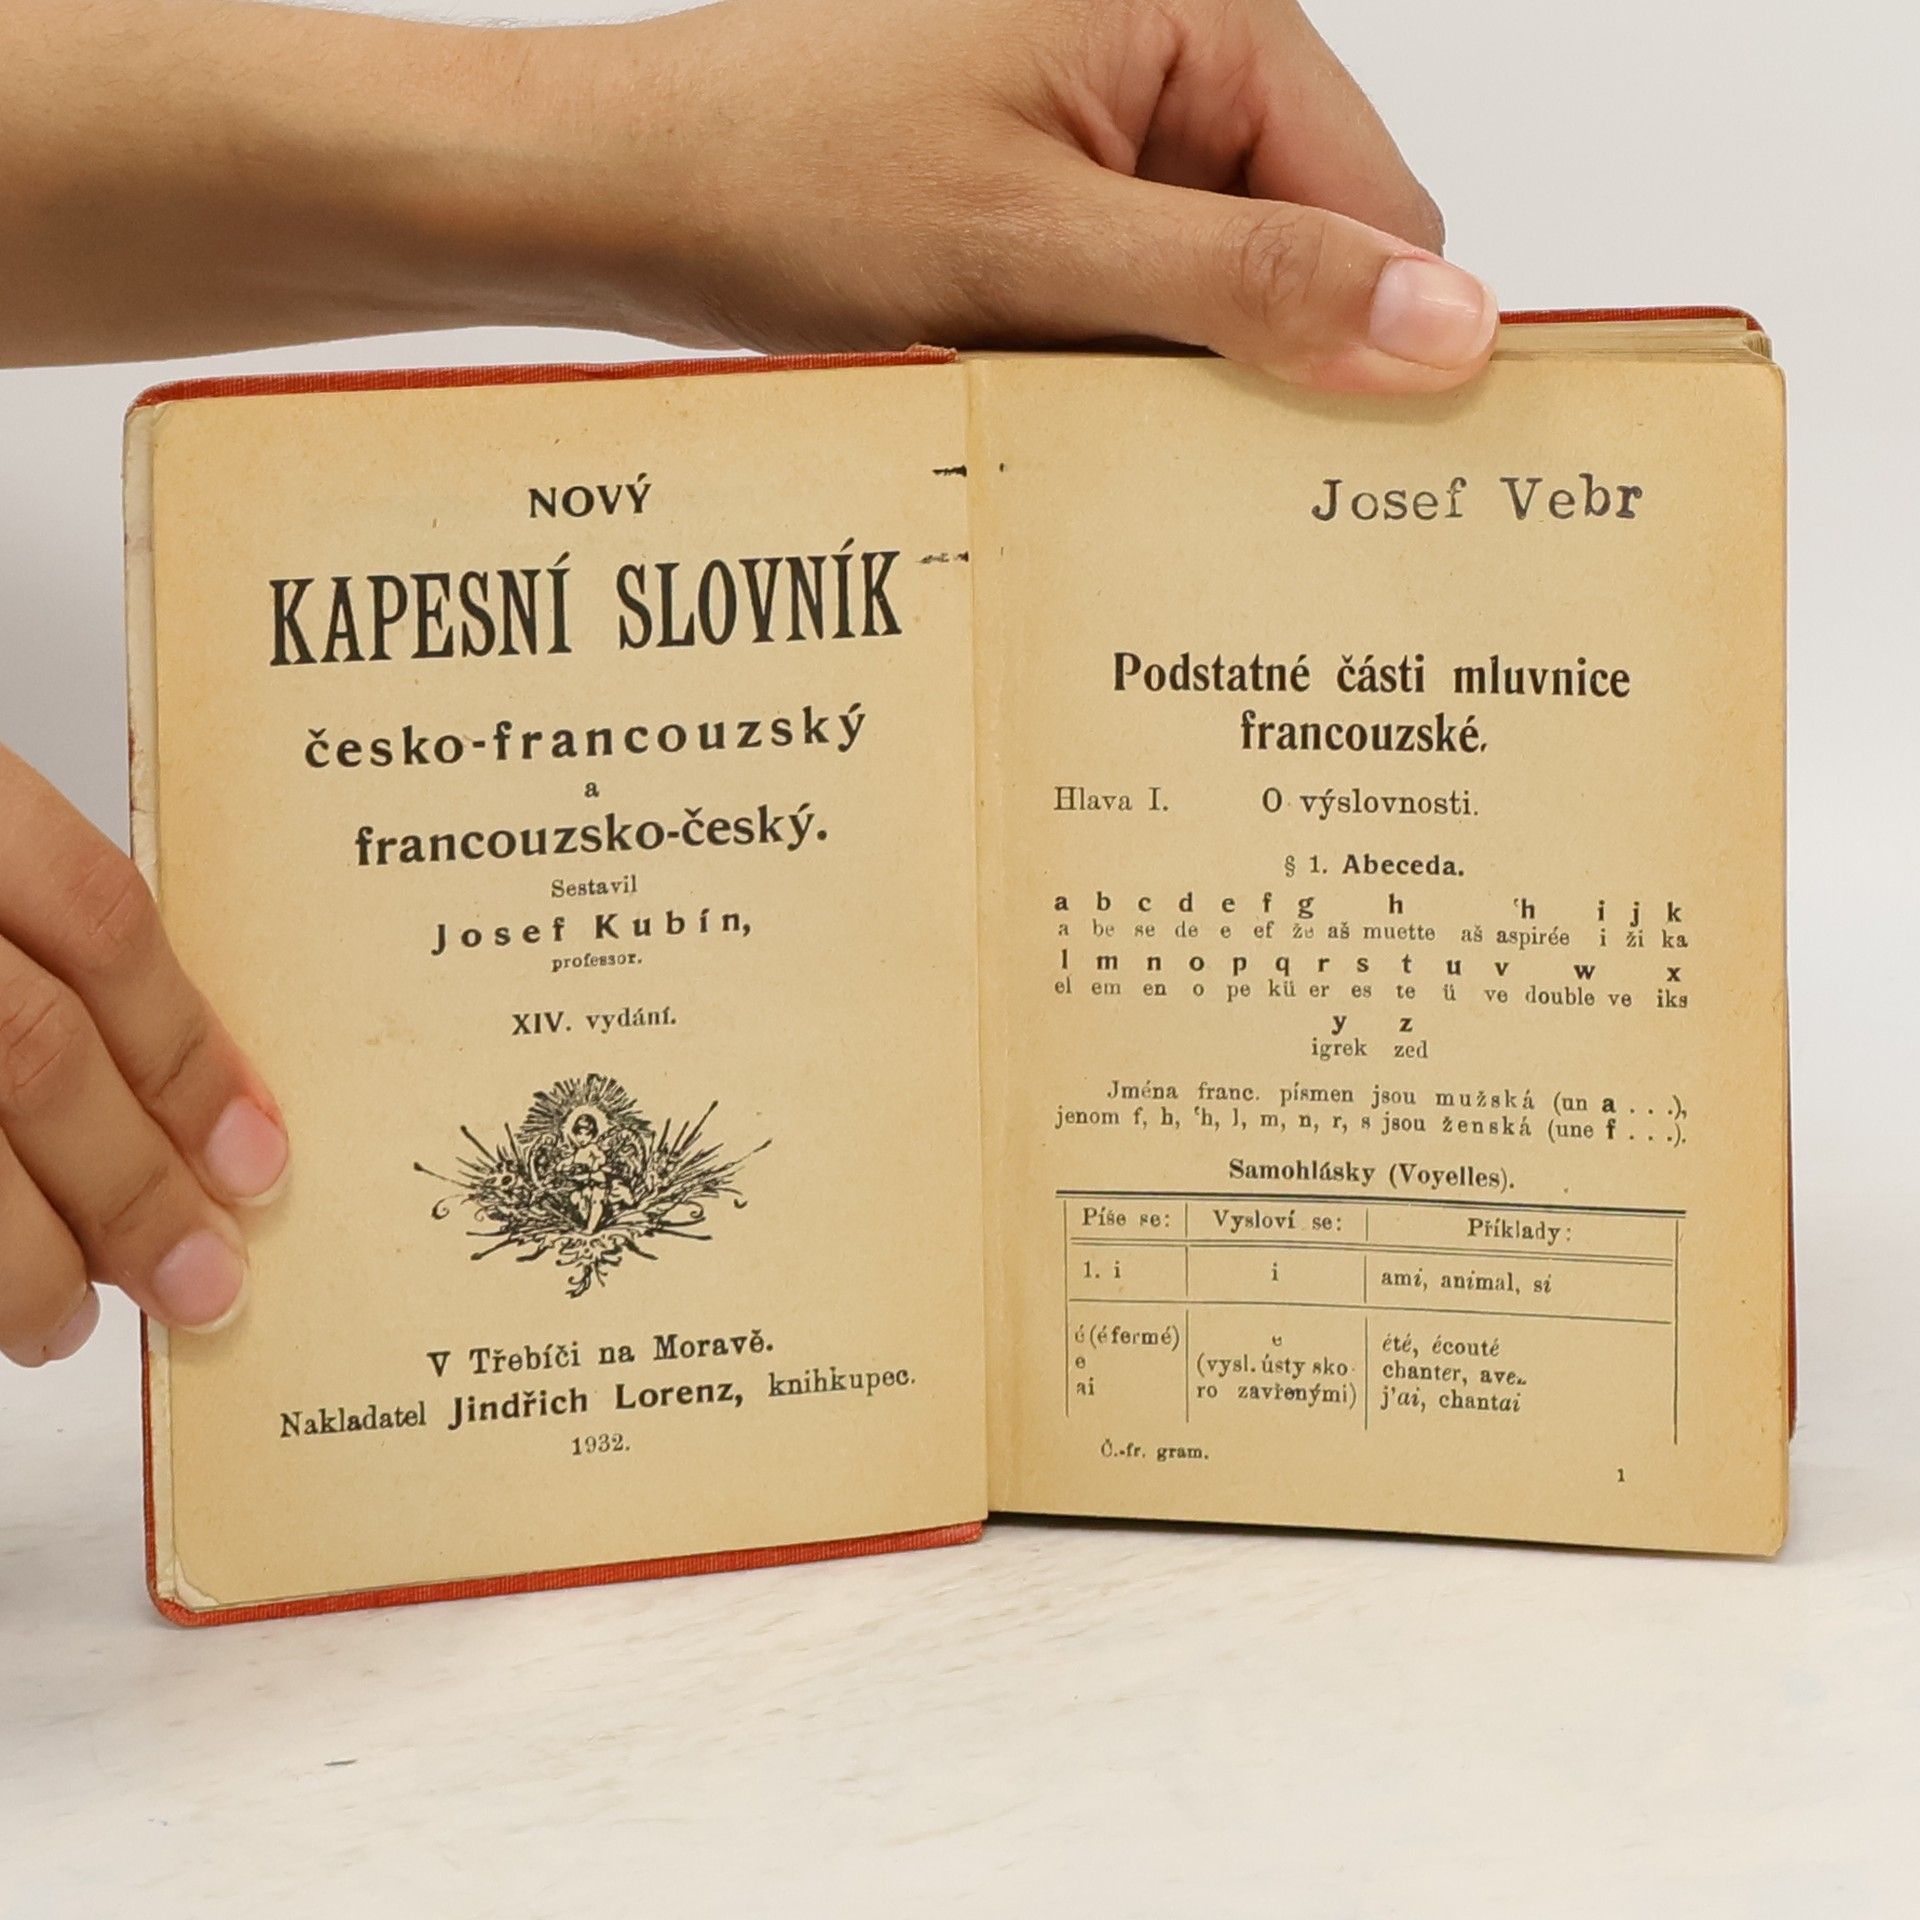 NOVÝ
KAPESNÍ SLOVNÍK
česko-francouzský
a
francouzsko-český.
Sestavil
Josef Kubín,
professor.
XIV. vydání.
V Třebíči na Moravě.
Nakladatel Jindřich Lorenz, knihkupec.
1932.
Josef Vebr
Podstatné části mluvnice
francouzské.
Hlava I. O výslovnosti.
§ 1. Abeceda.
a b c d e f g h ‛h i j k
a be se de e ef že aš muette aš aspirée i ži ka
l m n o p q r s t u v w x
el em en o pe kü er es te ü ve double ve iks
y z
igrek zed
Jména franc. písmen jsou mužská (un a . . .),
jenom f, h, ‛h, l, m, n, r, s jsou ženská (une f . . .).
Samohlásky (Voyelles).
Píše se: Vysloví se: Příklady:
1. i i ami, animal, si
é (é fermé) e été, écouté
e (vysl. ústy sko- chanter,
ai ro zavřenými) j'ai, chantai
Č.-fr. gram. 1